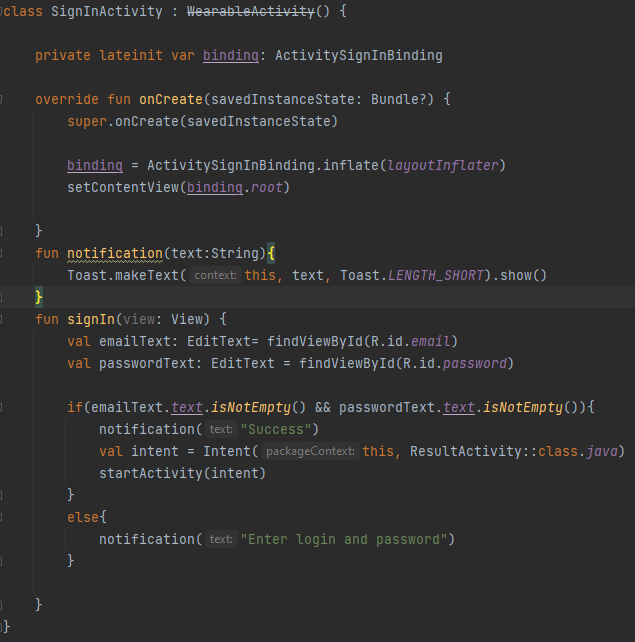 class SignInActivity : WearableActivity() {
private lateinit var binding: ActivitySignInBinding
override fun onCreate(savedInstanceState: Bundle?) {
super.onCreate(savedInstanceState)
binding = ActivitySignInBinding.inflate(layoutInflater)
setContentView(binding.root)
}
fun notification(text:String){
Toast.makeText( context: this, text, Toast.LENGTH_SHORT).show()
}
fun signIn(view: View) {
val emailText: EditText= findViewById(R.id.email)
val passwordText: EditText = findViewById(R.id.password)
if(emailText.text.isNotEmpty() && passwordText.text.isNotEmpty()){
notification( text: "Success")
val intent = Intent( packageContext: this, ResultActivity::class.java)
startActivity(intent)
}
else{
notification( text: "Enter login and password")
}
}
}